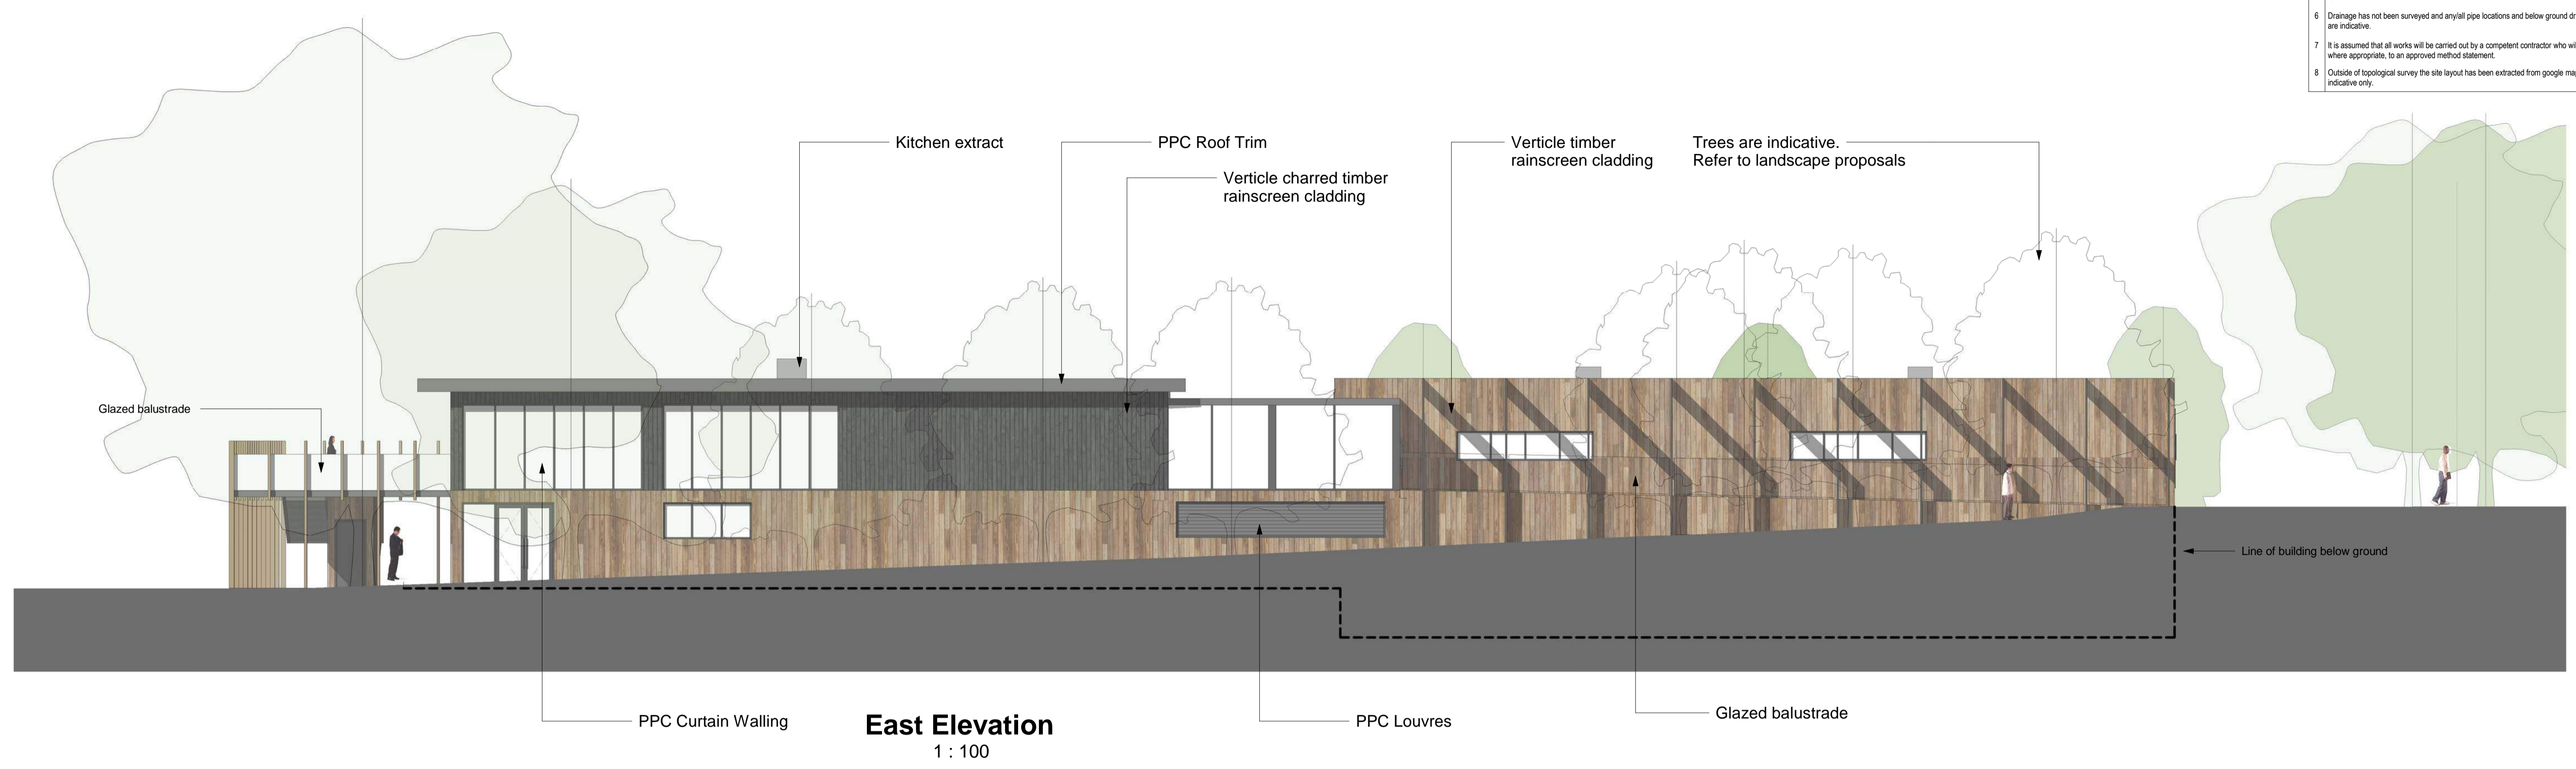 6 Drainage has not been surveyed and any/all pipe locations and below ground
are indicative.
7 It is assumed that all works will be carried out by a competent contractor who
where appropriate, to an approved method statement.
8 Outside of topological survey the site layout has been extracted from google
indicative only.
Kitchen extract
PPC Roof Trim
Verticle timber
rainscreen cladding
Trees are indicative.
Refer to landscape proposals
Verticle charred timber
rainscreen cladding
Glazed balustrade
Line of building below ground
PPC Curtain Walling
PPC Louvres
Glazed balustrade
East Elevation
1 : 100